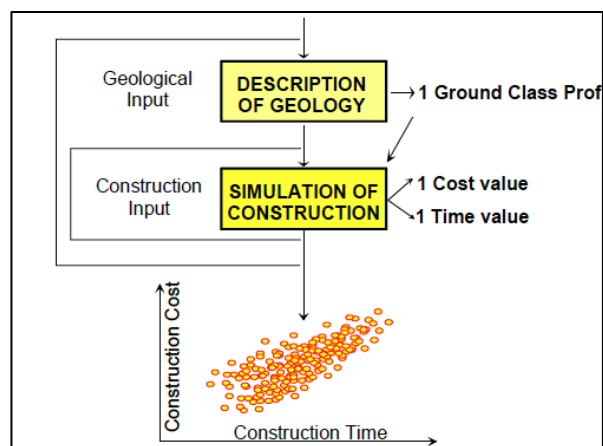 Geological
Input
DESCRIPTION
OF GEOLOGY
1 Ground Class Prof
Construction
Input
SIMULATION OF
CONSTRUCTION
1 Cost value
1 Time value
Construction Cost
Construction Time